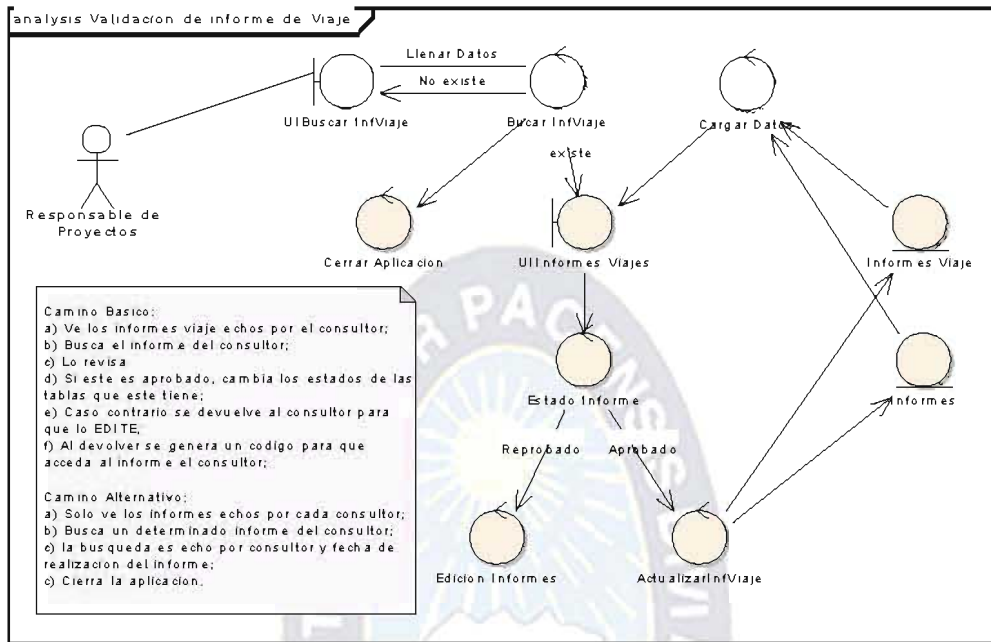 analysis Validacion de informe de Viaje
Llenar Datos
No existe
UIBuscar InfViaje
Bucar InfViaje
Cargar Datos
existe
Responsable de
Proyectos
Cerrar Aplicacion
UIInformes Viajes
Informes Viaje
Camino Basico:
a) Ve los informes viaje echos por el consultor;
b) Busca el informe del consultor;
c) Lo revisa
d) Si este es aprobado, cambia los estados de las
tablas que este tiene;
e) Caso contrario se devuelve al consultor para
que lo EDITE;
f) Al devolver se genera un codigo para que
acceda al informe el consultor;
Camino Alternativo:
a) Solo ve los informes echos por cada consultor;
b) Busca un determinado informe del consultor;
c) la busqueda es echo por consultor y fecha de
realizacion del informe;
c) Cierra la aplicacion.
Estado Informe
Informes
Reprobado
Aprobado
Edicion Informes
ActualizarInfViaje